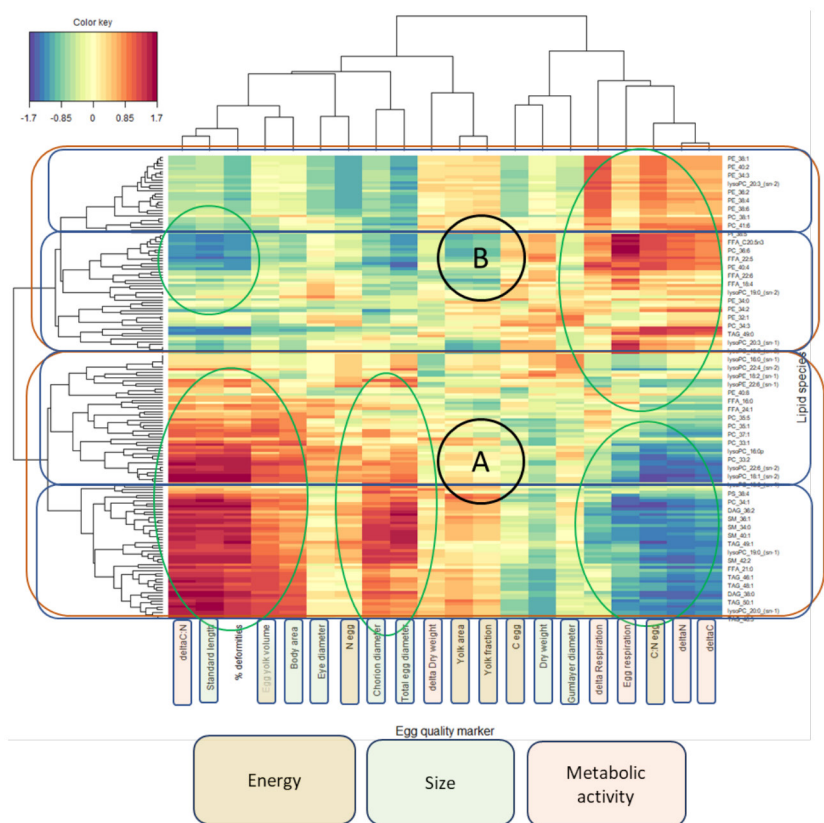 Color key
-1.7 -0.85 0 0.85 1.7
PE_38:1
PE_40:2
PE_34:3
lysoPC_20:3_(sn-2)
PE_36:2
PE_38:4
PE_38:6
PC_38:1
PC_41:6
FFA_C20:5n3
PC_36:6
FFA_22:5
PE_40:4
FFA_22:6
FFA_18:4
lysoPC_19:0_(sn-2)
PE_34:0
PE_34:2
PE_32:1
PC_34:3
TAG_49:0
lysoPC_20:3_(sn-1)
lysoPC_18:0_(sn-1)
lysoPC_22:4_(sn-2)
lysoPE_18:2_(sn-1)
lysoPE_22:6_(sn-1)
PE_40:8
FFA_16:0
FFA_24:1
PC_35:5
PC_35:1
PC_37:1
PC_33:1
lysoPC_16:0p
PC_33:2
lysoPC_22:6_(sn-2)
lysoPC_16:1_(sn-2)
PS_36:4
PC_34:1
DAG_36:2
SM_36:1
SM_34:0
SM_40:1
TAG_49:1
lysoPC_19:0_(sn-1)
SM_42:2
FFA_21:0
TAG_46:1
TAG_48:1
DAG_38:0
TAG_50:1
lysoPC_20:0_(sn-1)
Lipid species
B
A
deltaC:N
Standard length
% deformities
Egg yolk volume
Body area
Eye diameter
N egg
Chorion diameter
Total egg diameter
delta Dry weight
Yolk area
Yolk fraction
C egg
Dry weight
Gumlayer diameter
delta Respiration
Egg respiration
C:N egg
deltaN
deltaC
Egg quality marker
Energy
Size
Metabolic
activity